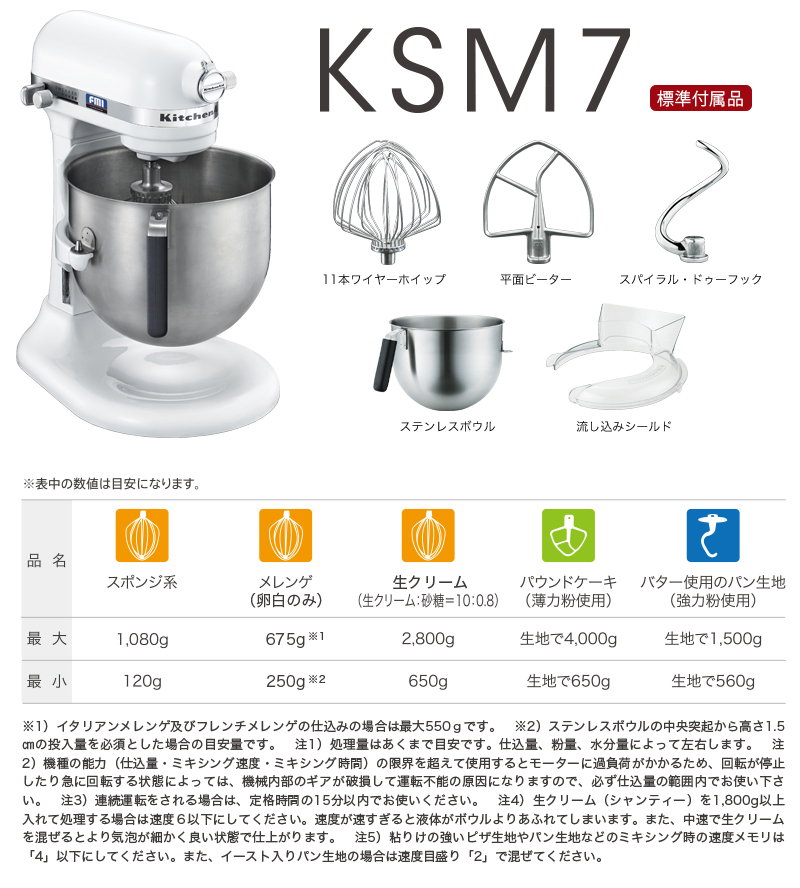 KSM7
標準付属品
FMI
Kitchen
11本ワイヤーホイップ
平面ビーター
スパイラル・ドゥーフック
ステンレスボウル
流し込みシールド
※表中の数値は目安になります。
品 名
スポンジ系
メレンゲ
(卵白のみ)
生クリーム
(生クリーム:砂糖=10:0.8)
パウンドケーキ
(薄力粉使用)
バター使用のパン生地
(強力粉使用)
最 大
1,080g
675g※1
2,800g
生地で4,000g
生地で1,500g
最 小
120g
250g※2
650g
生地で650g
生地で560g
※1）イタリアンメレンゲ及びフレンチメレンゲの仕込みの場合は最大550ｇです。　※2）ステンレスボウルの中央突起から高さ1.5
㎝の投入量を必須とした場合の目安量です。　注1）処理量はあくまで目安です。仕込量、粉量、水分量によって左右します。　注
2）機種の能力（仕込量・ミキシング速度・ミキシング時間）の限界を超えて使用するとモーターに過負荷がかかるため、回転が停止
したり急に回転する状態によっては、機械内部のギアが破損して運転不能の原因になりますので、必ず仕込量の範囲内でお使い下さ
い。　注3）連続運転をされる場合は、定格時間の15分以内でお使いください。　注4）生クリーム（シャンティー）を1,800g以上
入れて処理する場合は速度６以下にしてください。速度が速すぎると液体がボウルよりあふれてしまいます。また、中速で生クリーム
を混ぜるとより気泡が細かく良い状態で仕上がります。　注5）粘りけの強いピザ生地やパン生地などのミキシング時の速度メモリは
「4」以下にしてください。また、イースト入りパン生地の場合は速度目盛り「2」で混ぜてください。